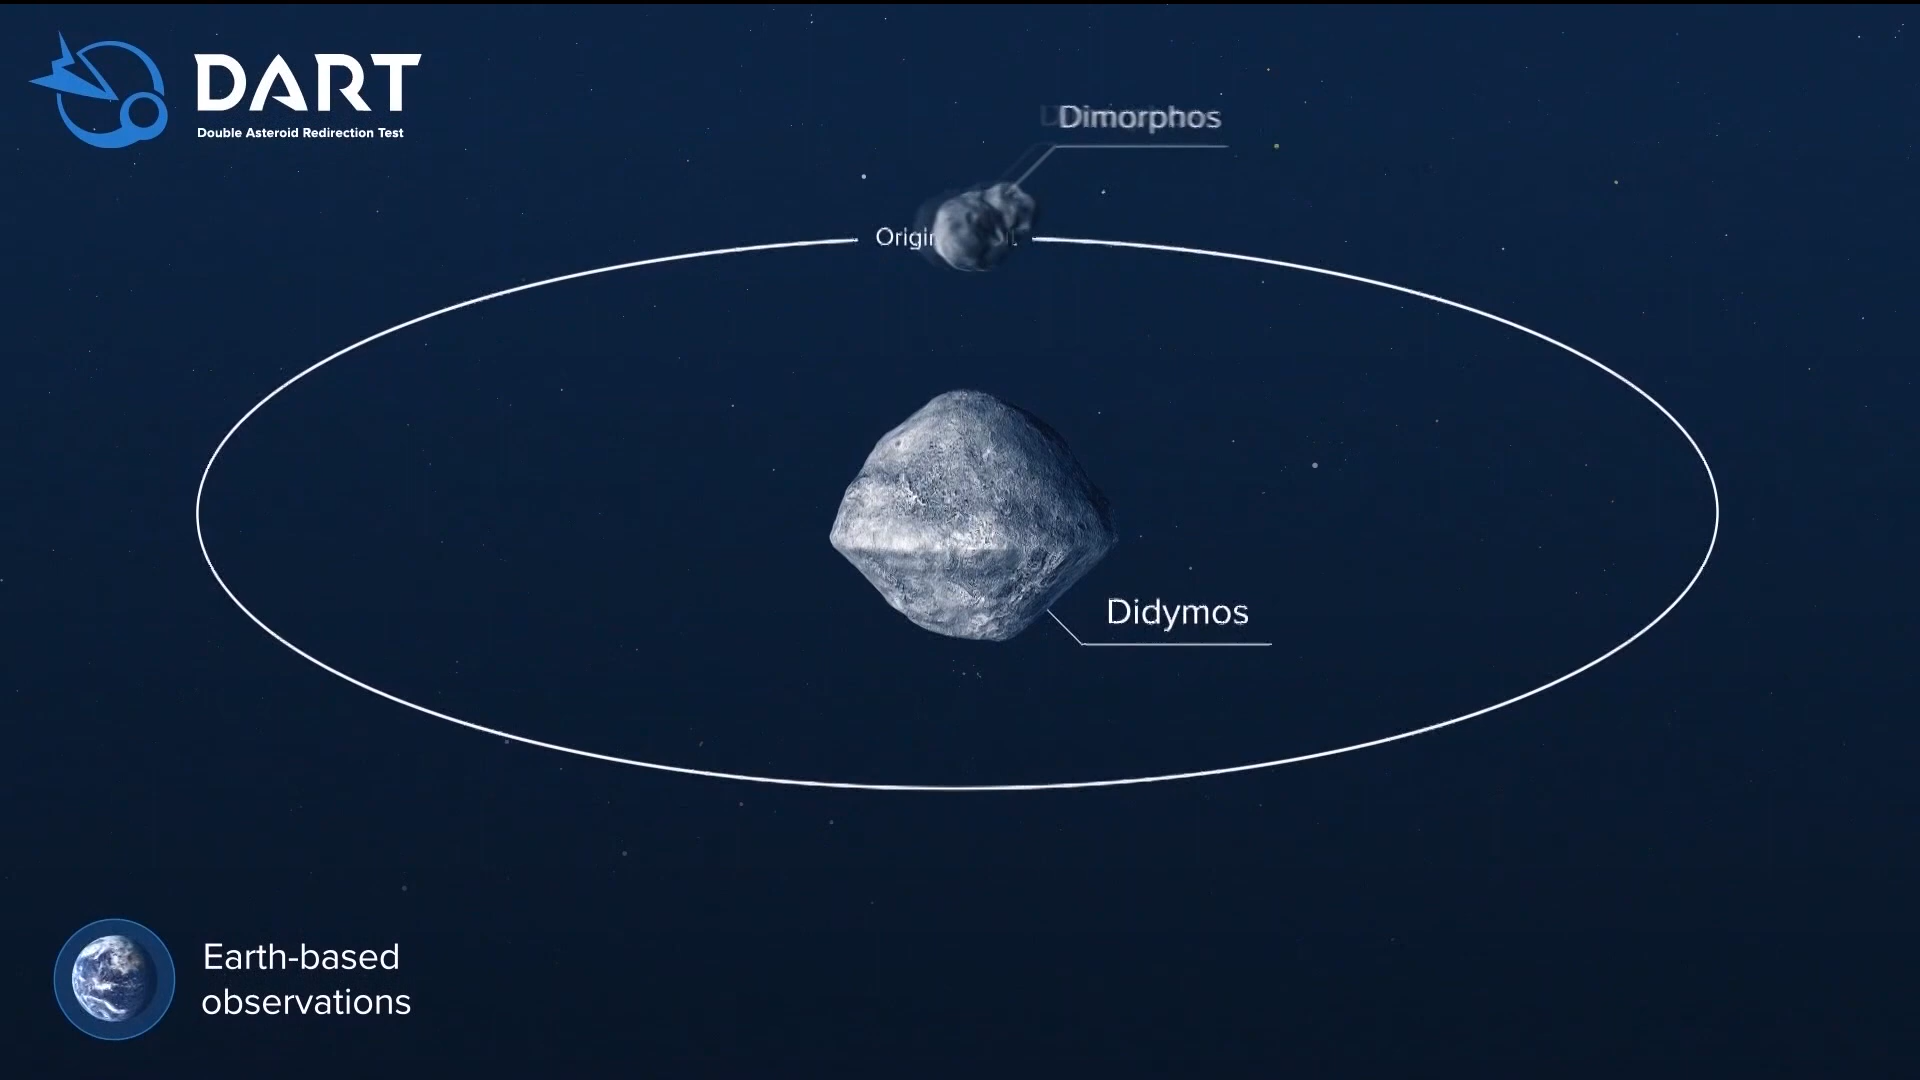 DART
Double Asteroid Redirection Test
Dimorphos
Didymos
Earth-based
observations